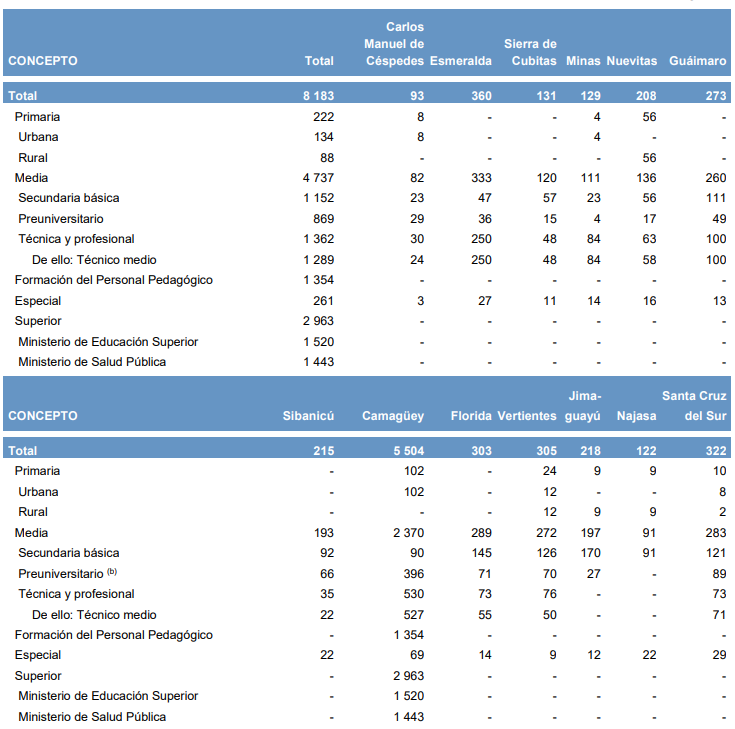 Carlos
Manuel de Sierra de
CONCEPTO Total Céspedes Esmeralda Cubitas Minas Nuevitas Guáimaro
Total 8 183 93 360 131 129 208 273
Primaria 222 8 - - 4 56 -
Urbana 134 8 - - 4 - -
Rural 88 - - - - 56 -
Media 4 737 82 333 120 111 136 260
Secundaria básica 1 152 23 47 57 23 56 111
Preuniversitario 869 29 36 15 4 17 49
Técnica y profesional 1 362 30 250 48 84 63 100
De ello: Técnico medio 1 289 24 250 48 84 58 100
Formación del Personal Pedagógico 1 354 - - - - - -
Especial 261 3 27 11 14 16 13
Superior 2 963 - - - - - -
Ministerio de Educación Superior 1 520 - - - - - -
Ministerio de Salud Pública 1 443 - - - - - -
Jima- Santa Cruz
CONCEPTO Sibanicú Camagüey Florida Vertientes guayú Najasa del Sur
Total 215 5 504 303 305 218 122 322
Primaria - 102 - 24 9 9 10
Urbana - 102 - 12 - - 8
Rural - - - 12 9 9 2
Media 193 2 370 289 272 197 91 283
Secundaria básica 92 90 145 126 170 91 121
Preuniversitario (b) 66 396 71 70 27 - 89
Técnica y profesional 35 530 73 76 - - 73
De ello: Técnico medio 22 527 55 50 - - 71
Formación del Personal Pedagógico - 1 354 - - - - -
Especial 22 69 14 9 12 22 29
Superior - 2 963 - - - - -
Ministerio de Educación Superior - 1 520 - - - - -
Ministerio de Salud Pública - 1 443 - - - - -